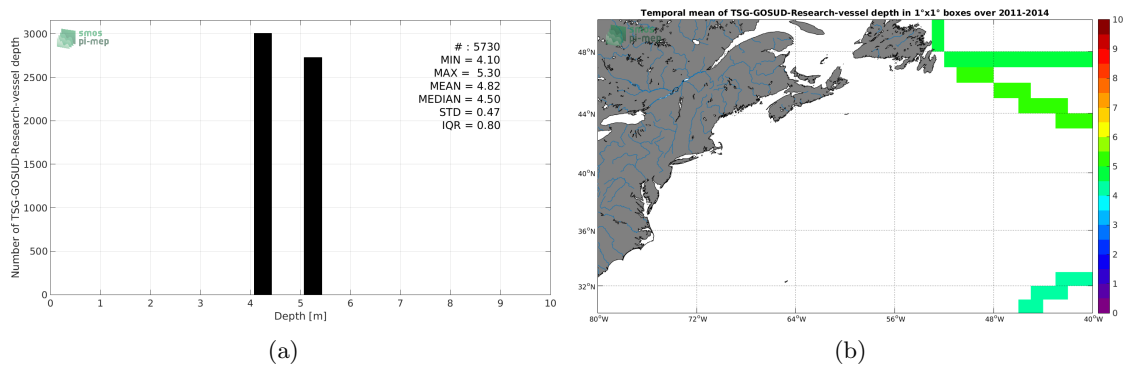 smos
pi-mep
# : 5730
MIN = 4.10
MAX = 5.30
MEAN = 4.82
MEDIAN = 4.50
STD = 0.47
IQR = 0.80
Number of TSG-GOSUD-Research-vessel depth
3000
2500
2000
1500
1000
500
0
0 1 2 3 4 5 6 7 8 9 10
Depth [m]
(a)
Temporal mean of TSG-GOSUD-Research-vessel depth in 1°x1° boxes over 2011-2014
smos
pi-mep
48°N
44°N
40°N
36°N
32°N
80°W 72°W 64°W 56°W 48°W 40°W
10
9
8
7
6
5
4
3
2
1
0
(b)